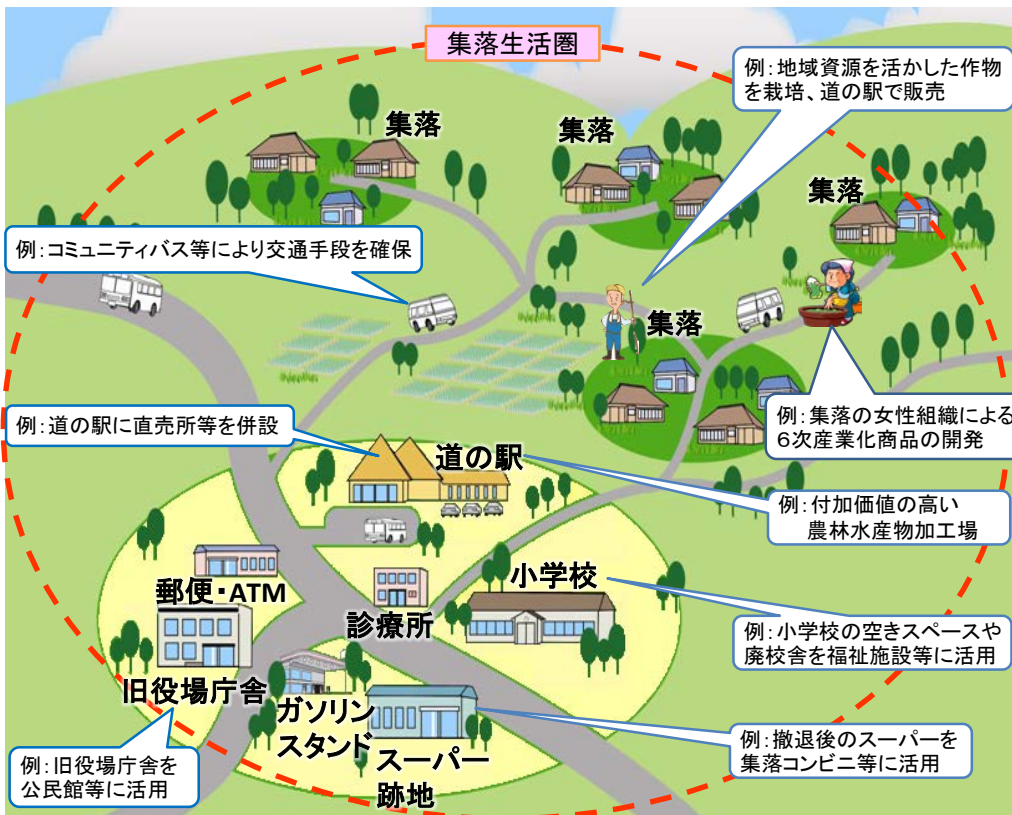 集落生活圏
例：地域資源を活かした作物
を栽培、道の駅で販売
集落
集落
集落
例：コミュニティバス等により交通手段を確保
集落
例：道の駅に直売所等を併設
例：集落の女性組織による
６次産業化商品の開発
道の駅
例：付加価値の高い
農林水産物加工場
郵便・ATM
小学校
診療所
例：小学校の空きスペースや
廃校舎を福祉施設等に活用
旧役場庁舎
ガソリン
スタンド
スーパー
跡地
例：撤退後のスーパーを
集落コンビニ等に活用
例：旧役場庁舎を
公民館等に活用